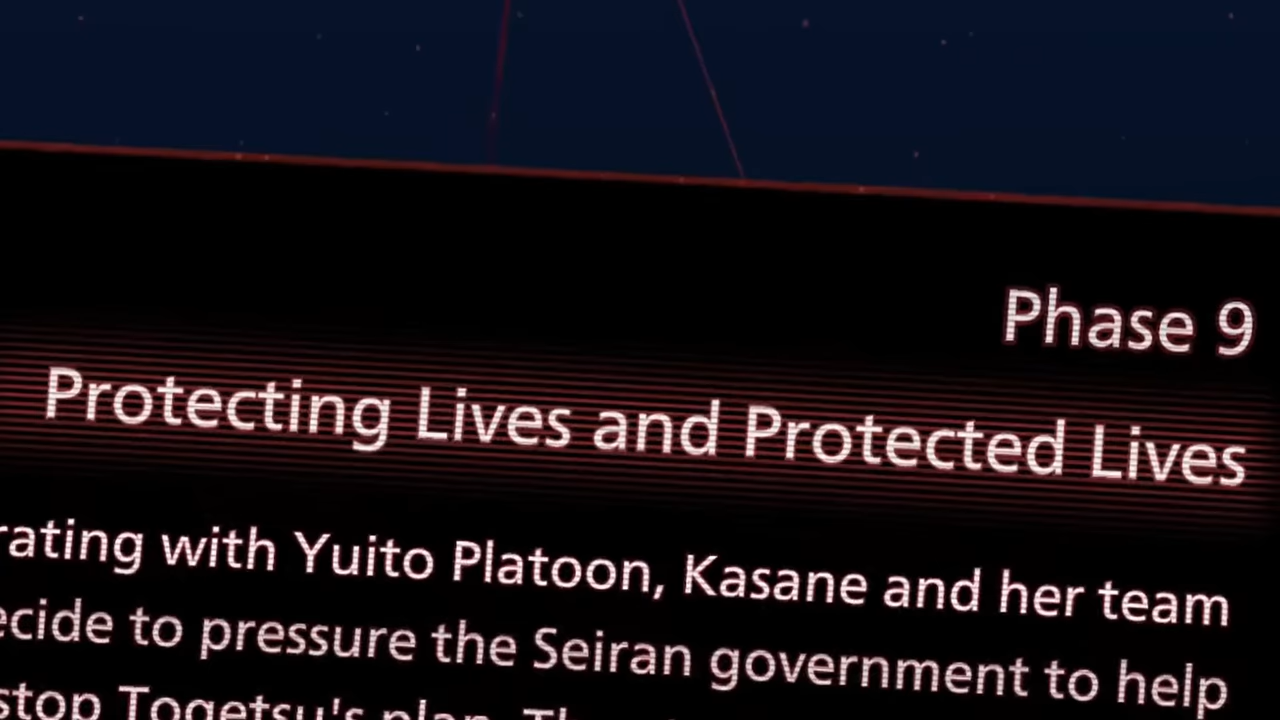 Phase 9
Protecting Lives and Protected Lives
rating with Yuito Platoon, Kasane and her team
ecide to pressure the Seiran government to help
stop Togetsu's plan.